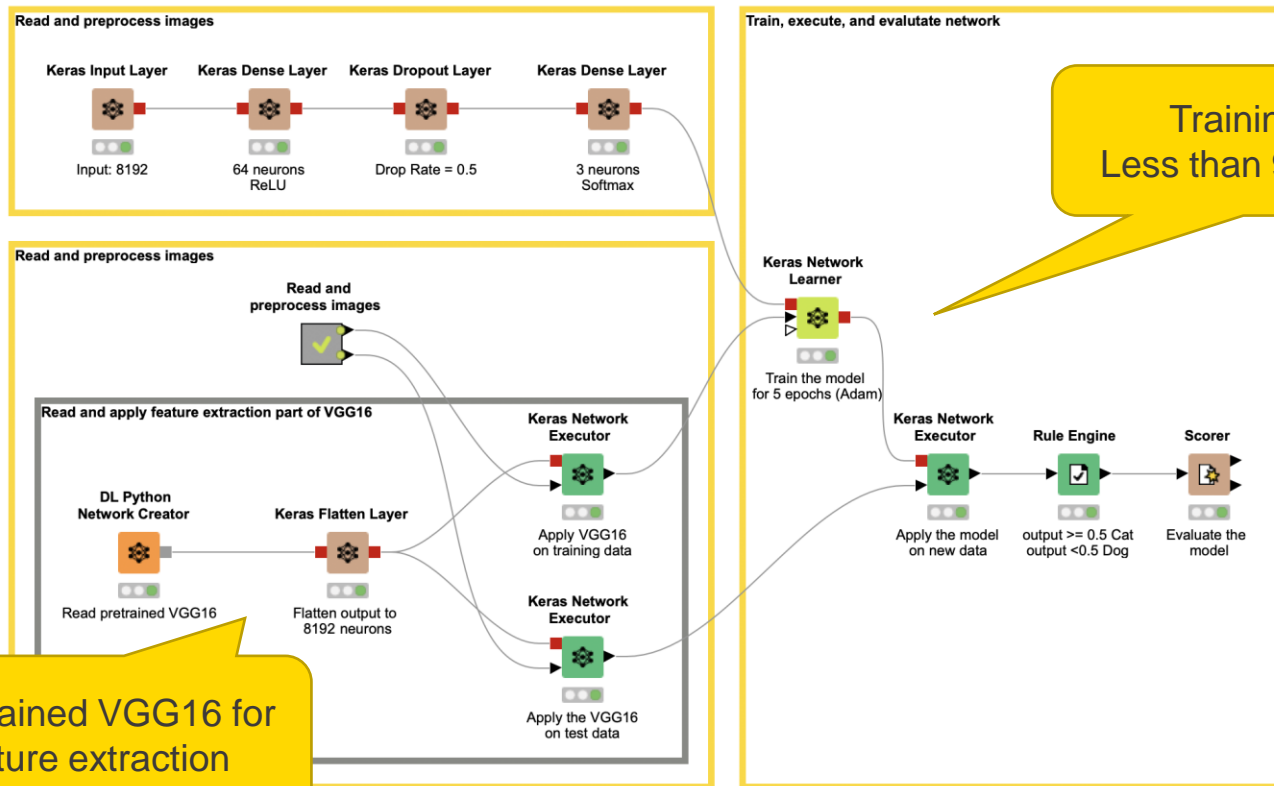 Read and preprocess images
Keras Input Layer
Input: 8192
Keras Dense Layer
64 neurons
ReLU
Keras Dropout Layer
Drop Rate = 0.5
Keras Dense Layer
3 neurons
Softmax
Read and preprocess images
Read and
preprocess images
Read and apply feature extraction part of VGG16
DL Python
Network Creator
Read pretrained VGG16
Keras Flatten Layer
Flatten output to
8192 neurons
Keras Network
Executor
Apply VGG16
on training data
Keras Network
Executor
Apply the VGG16
on test data
VGG16 for
extraction
Train, execute, and evalutate network
Less than
Keras Network
Learner
Train the model
for 5 epochs (Adam)
Keras Network
Executor
Apply the model
on new data
Rule Engine
output >= 0.5 Cat
output <0.5 Dog
Scorer
Evaluate the
model